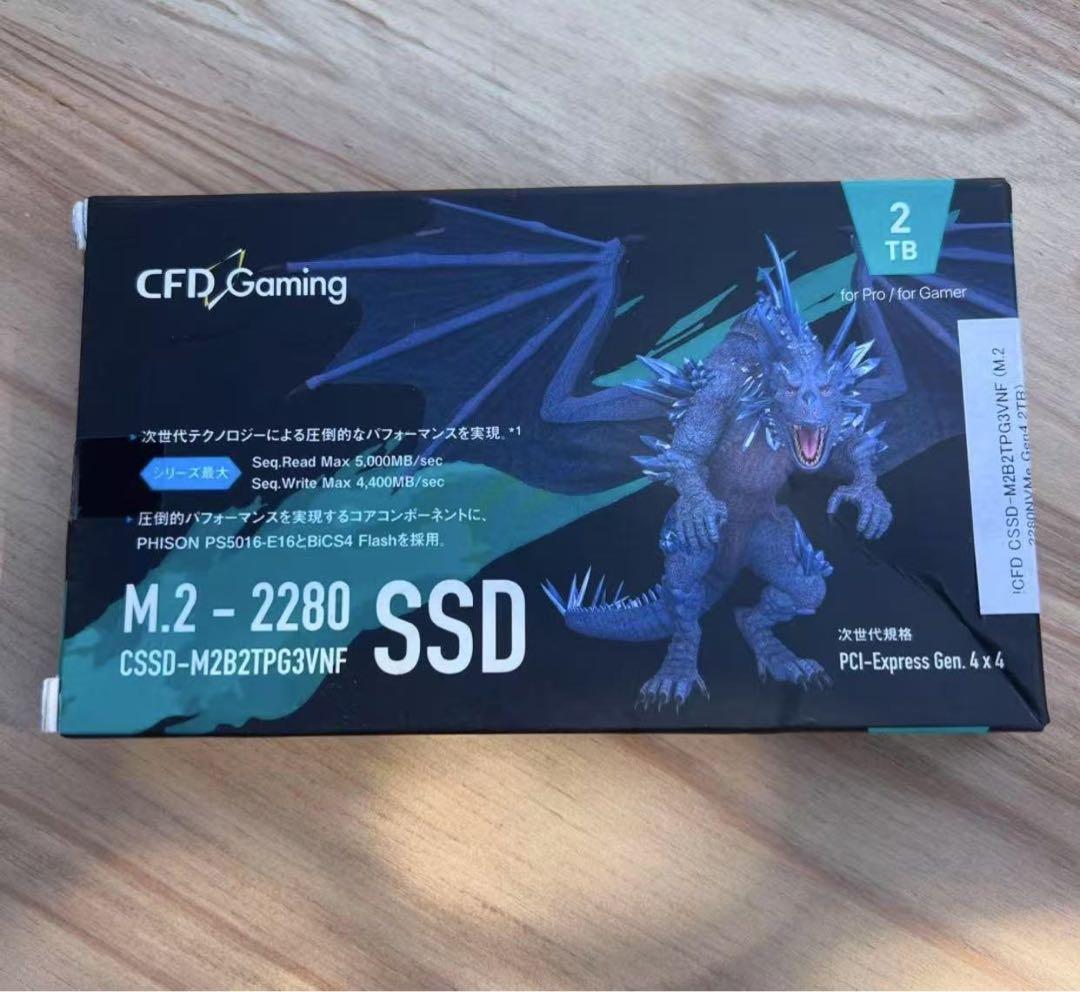 CFD Gaming
2
TB
for Pro / for Gamer
次世代テクノロジーによる圧倒的なパフォーマンスを実現。*1
シリーズ最大
Seq.Read Max 5,000MB/sec
Seq.Write Max 4,400MB/sec
圧倒的パフォーマンスを実現するコアコンポーネントに、
PHISON PS5016-E16とBiCS4 Flashを採用。
M.2 - 2280
CSSD-M2B2TPG3VNF
SSD
次世代規格
PCI-Express Gen. 4 x 4
!CFD CSSD-M2B2TPG3VNF (M.2
2280NVMe Gen4 2TB)